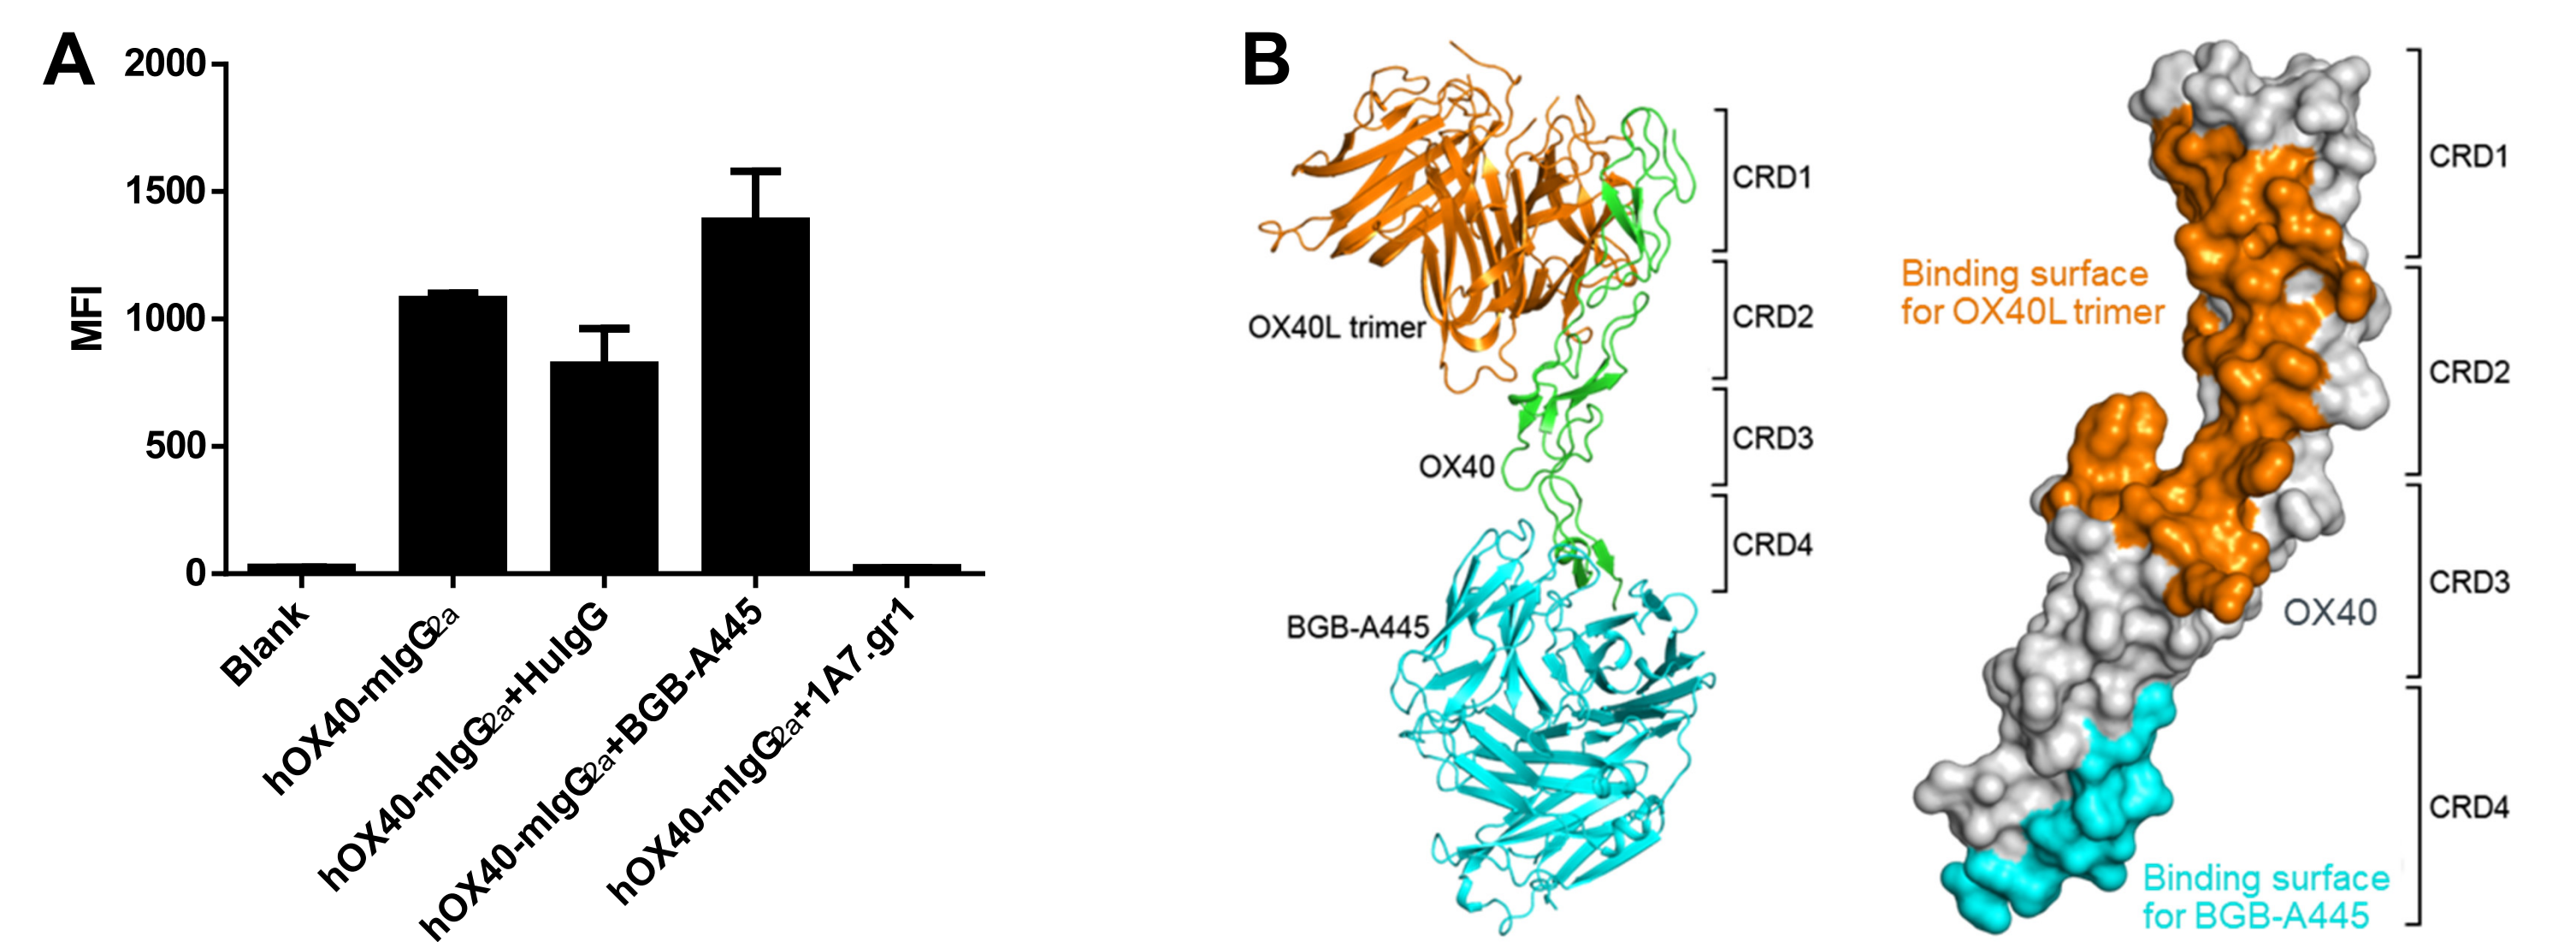 A
2000
1500
1000
500
0
MFI
Blank
hOX40-mIgG2a
hOX40-mIgG2a+HuIgG
hOX40-mIgG2a+BGB-A445
hOX40-mIgG2a+1A7.gr1
B
CRD1
OX40L trimer
CRD2
CRD3
OX40
CRD4
BGB-A445
CRD1
Binding surface
for OX40L trimer
CRD2
CRD3
OX40
CRD4
Binding surface
for BGB-A445